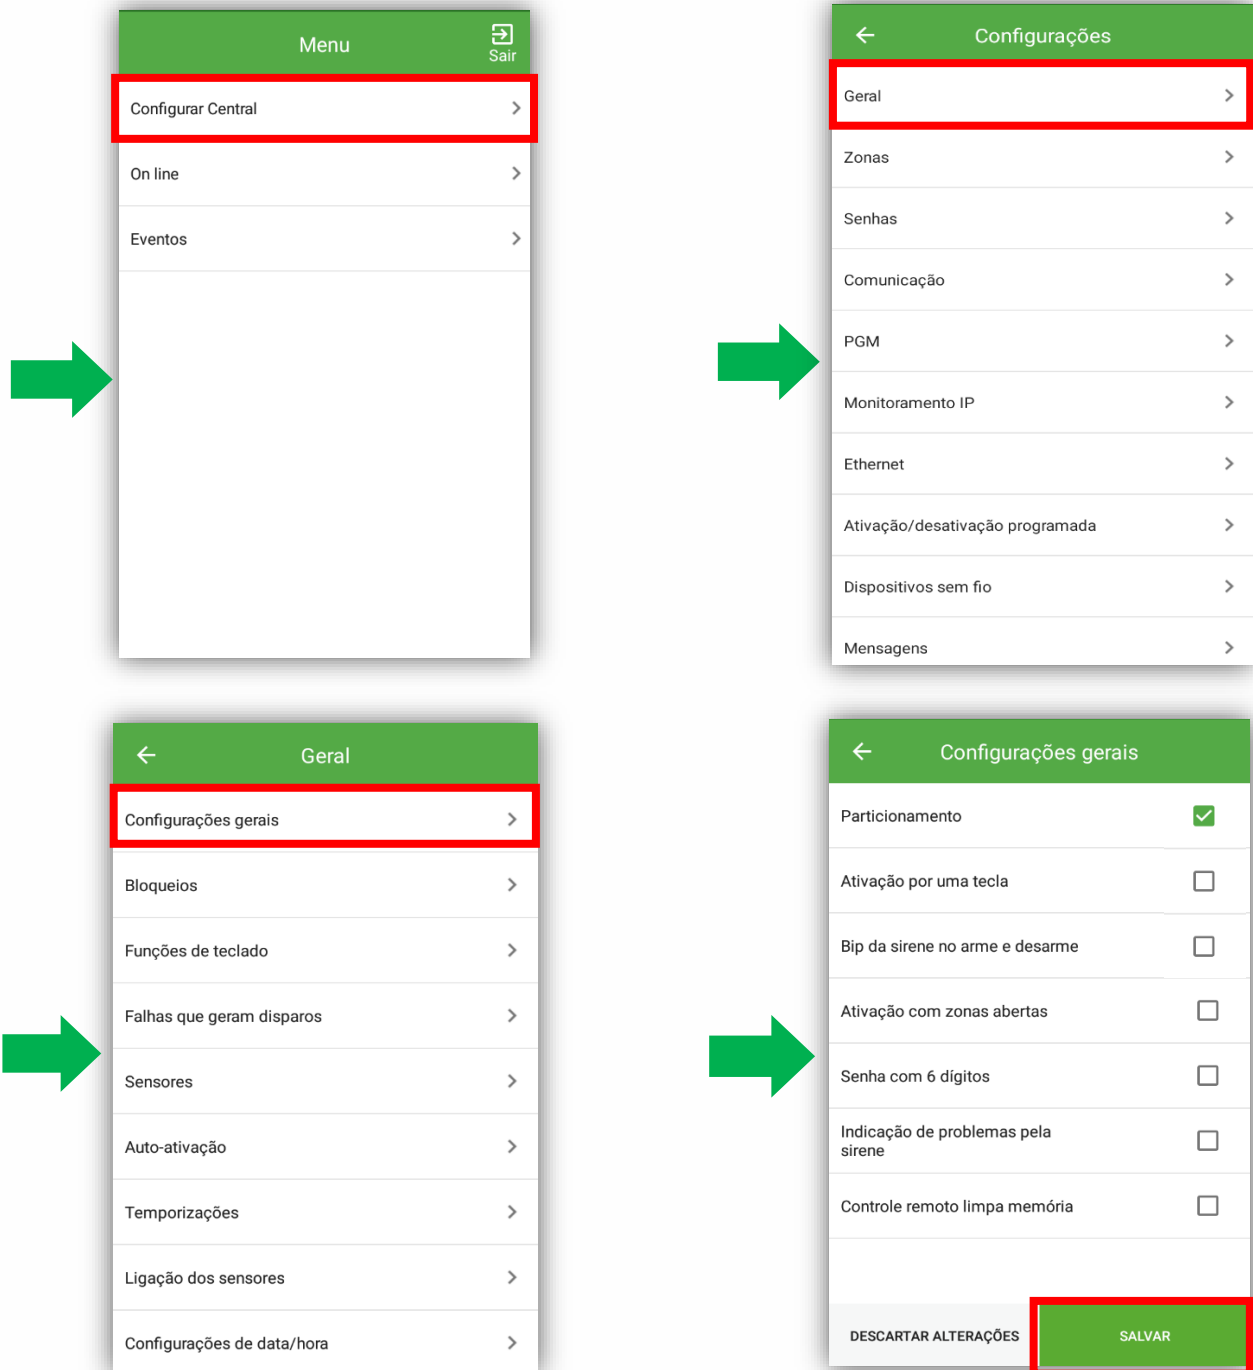 Menu
Sair
Configurar Central
On line
Eventos
Configurações
Geral
Zonas
Senhas
Comunicação
PGM
Monitoramento IP
Ethernet
Ativação/desativação programada
Dispositivos sem fio
Mensagens
Geral
Configurações gerais
Bloqueios
Funções de teclado
Falhas que geram disparos
Sensores
Auto-ativação
Temporizações
Ligação dos sensores
Configurações de data/hora
Configurações gerais
Particionamento
Ativação por uma tecla
Bip da sirene no arme e desarme
Ativação com zonas abertas
Senha com 6 dígitos
Indicação de problemas pela
sirene
Controle remoto limpa memória
DESCARTAR ALTERAÇÕES
SALVAR